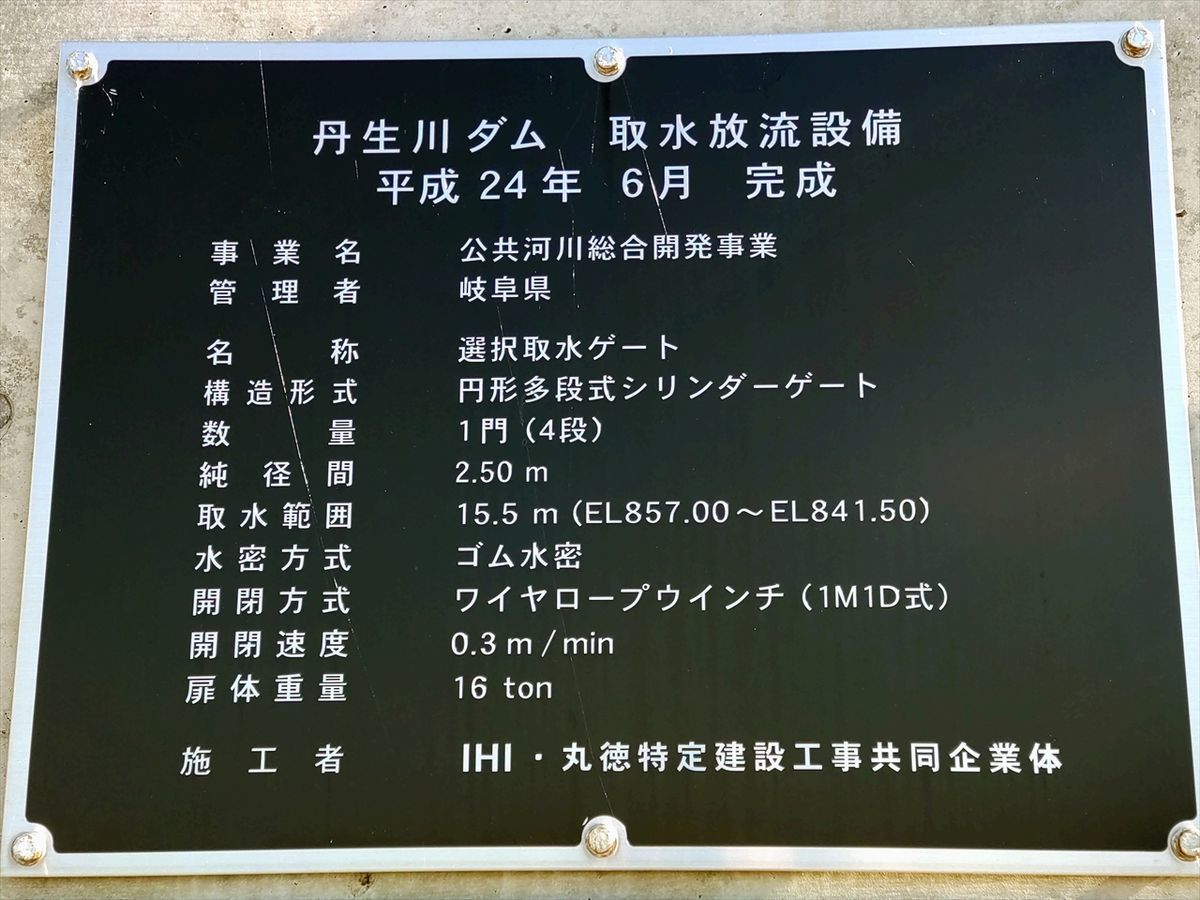 丹生川ダム 取水放流設備
平成24年 6月 完成
事業名 公共河川総合開発事業
管理者 岐阜県
名称 選択取水ゲート
構造形式 円形多段式シリンダーゲート
数量 1門（4段）
純径間 2.50 m
取水範囲 15.5 m（EL857.00～EL841.50）
水密方式 ゴム水密
開閉方式 ワイヤロープウインチ（1M1D式）
開閉速度 0.3 m/min
扉体重量 16 ton
施工者 IHI・丸徳特定建設工事共同企業体